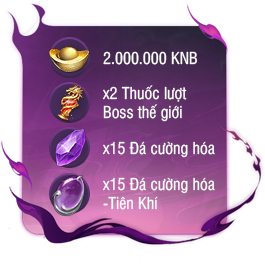 2.000.000 KNB
x2 Thuốc lượt
Boss thế giới
x15 Đá cường hóa
x15 Đá cường hóa
-Tiên Khí